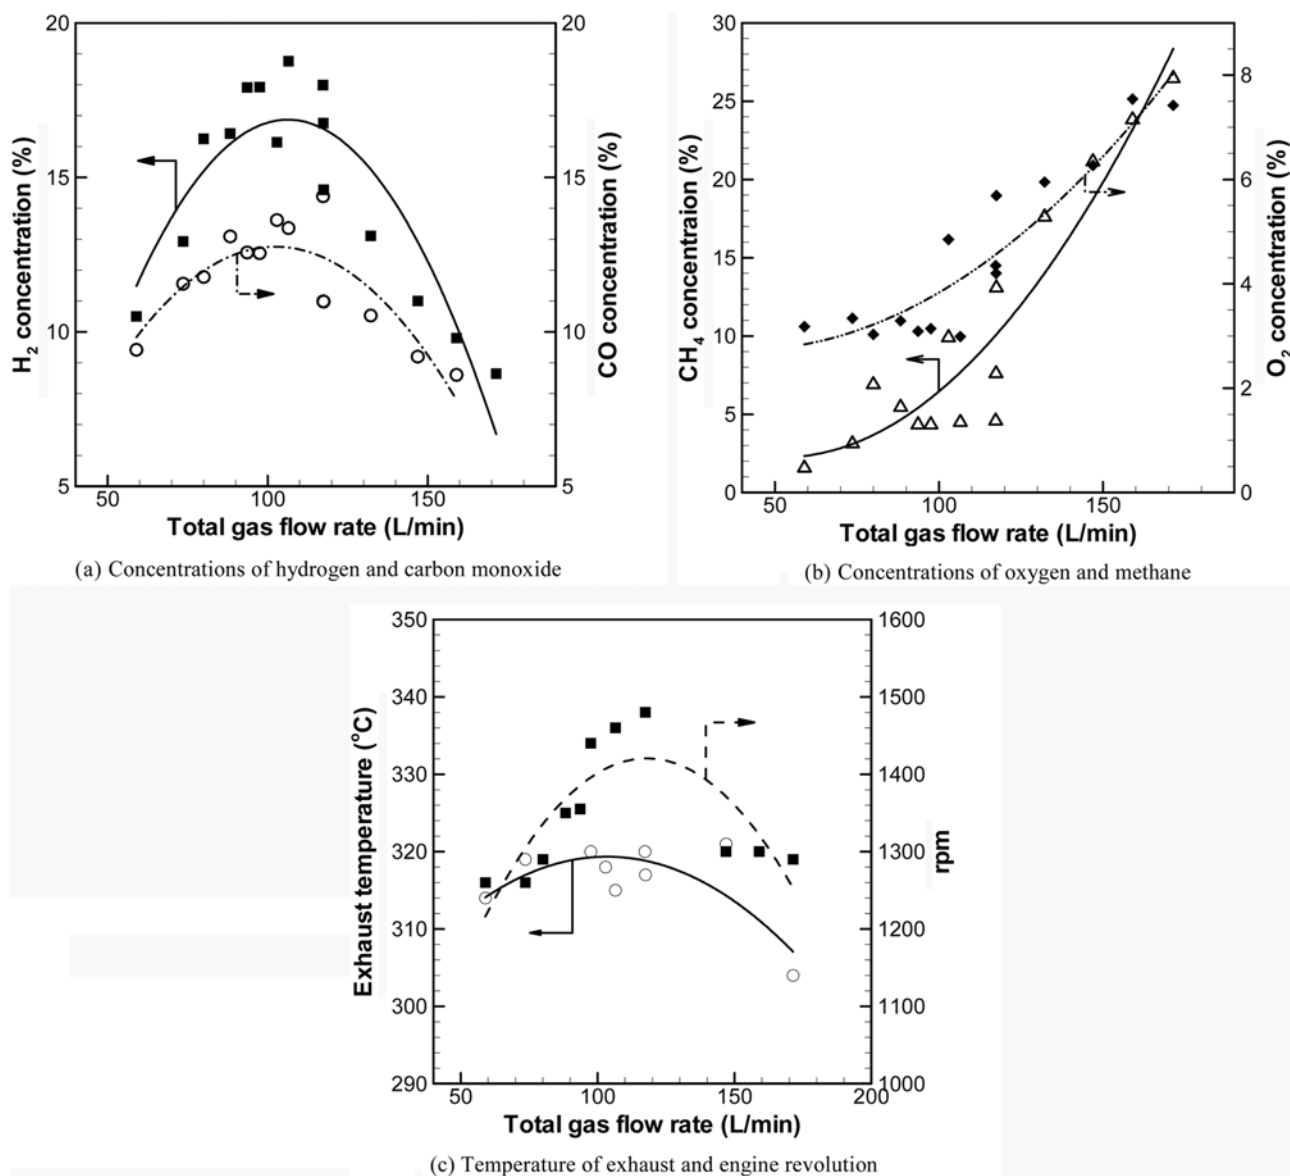 20
15
10
5
H₂ concentration (%)
20
15
10
5
CO concentration (%)
50 100 150
Total gas flow rate (L/min)
(a) Concentrations of hydrogen and carbon monoxide
30
25
20
15
10
5
0
CH₄ concentraion (%)
8
6
4
2
0
O₂ concentration (%)
50 100 150
Total gas flow rate (L/min)
(b) Concentrations of oxygen and methane
350
340
330
320
310
300
290
Exhaust temperature (°C)
1600
1500
1400
1300
1200
1100
1000
rpm
50 100 150 200
Total gas flow rate (L/min)
(c) Temperature of exhaust and engine revolution